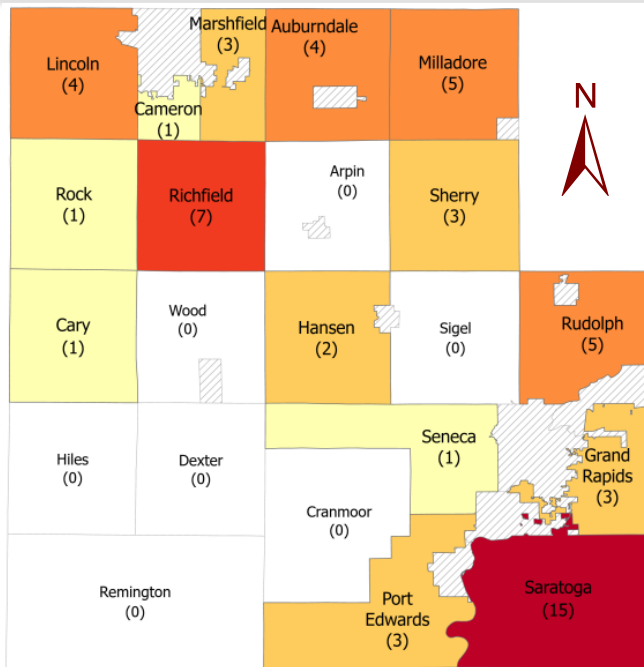 Marshfield
(3)
Auburndale
(4)
Lincoln
(4)
Milladore
(5)
Cameron
(1)
N
Rock
(1)
Richfield
(7)
Arpin
(0)
Sherry
(3)
Cary
(1)
Wood
(0)
Hansen
(2)
Sigel
(0)
Rudolph
(5)
Hiles
(0)
Dexter
(0)
Seneca
(1)
Grand
Rapids
(3)
Cranmoor
(0)
Remington
(0)
Port
Edwards
(3)
Saratoga
(15)